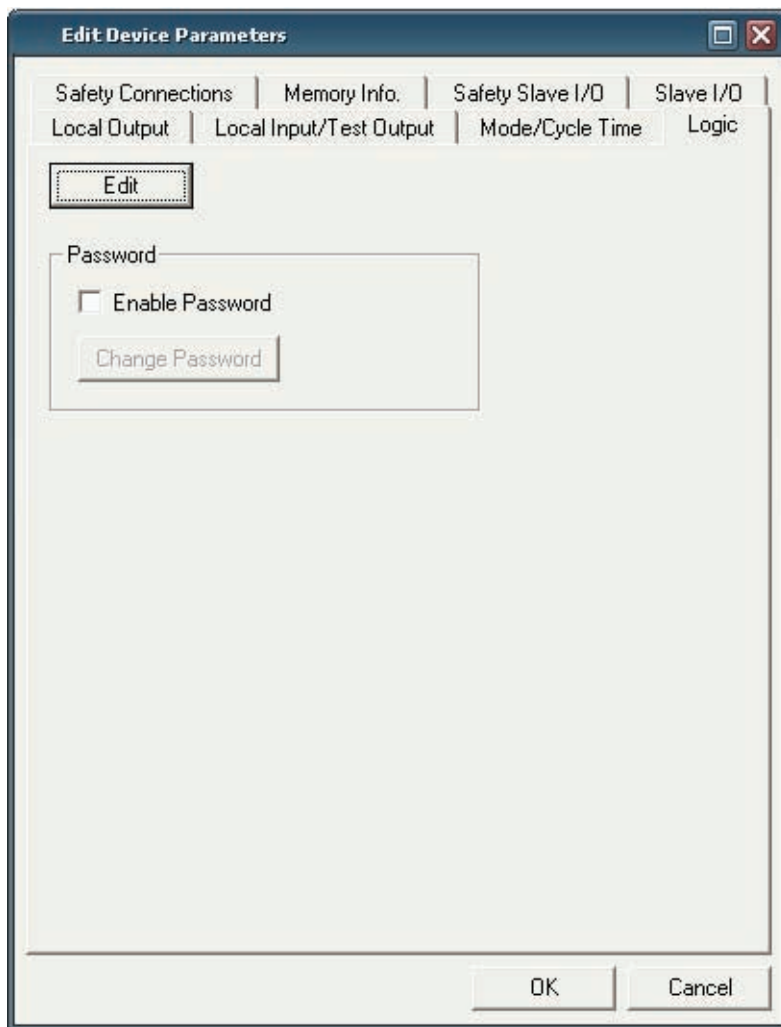 Edit Device Parameters
Safety Connections Memory Info. Safety Slave I/O Slave I/O
Local Output Local Input/Test Output Mode/Cycle Time Logic
Edit
Password
Enable Password
Change Password
OK Cancel